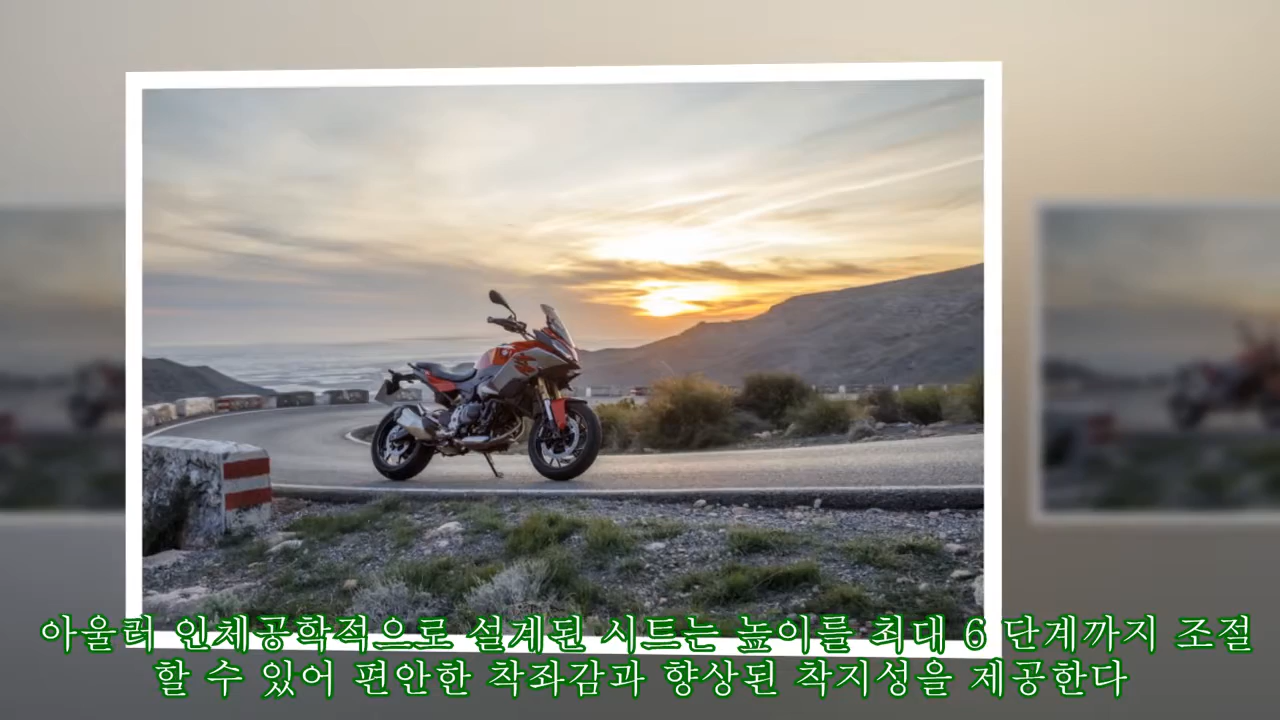 아울러 인체공학적으로 설계된 시트는 높이를 최대 6 단계까지 조절
할 수 있어 편안한 착좌감과 향상된 착지성을 제공한다